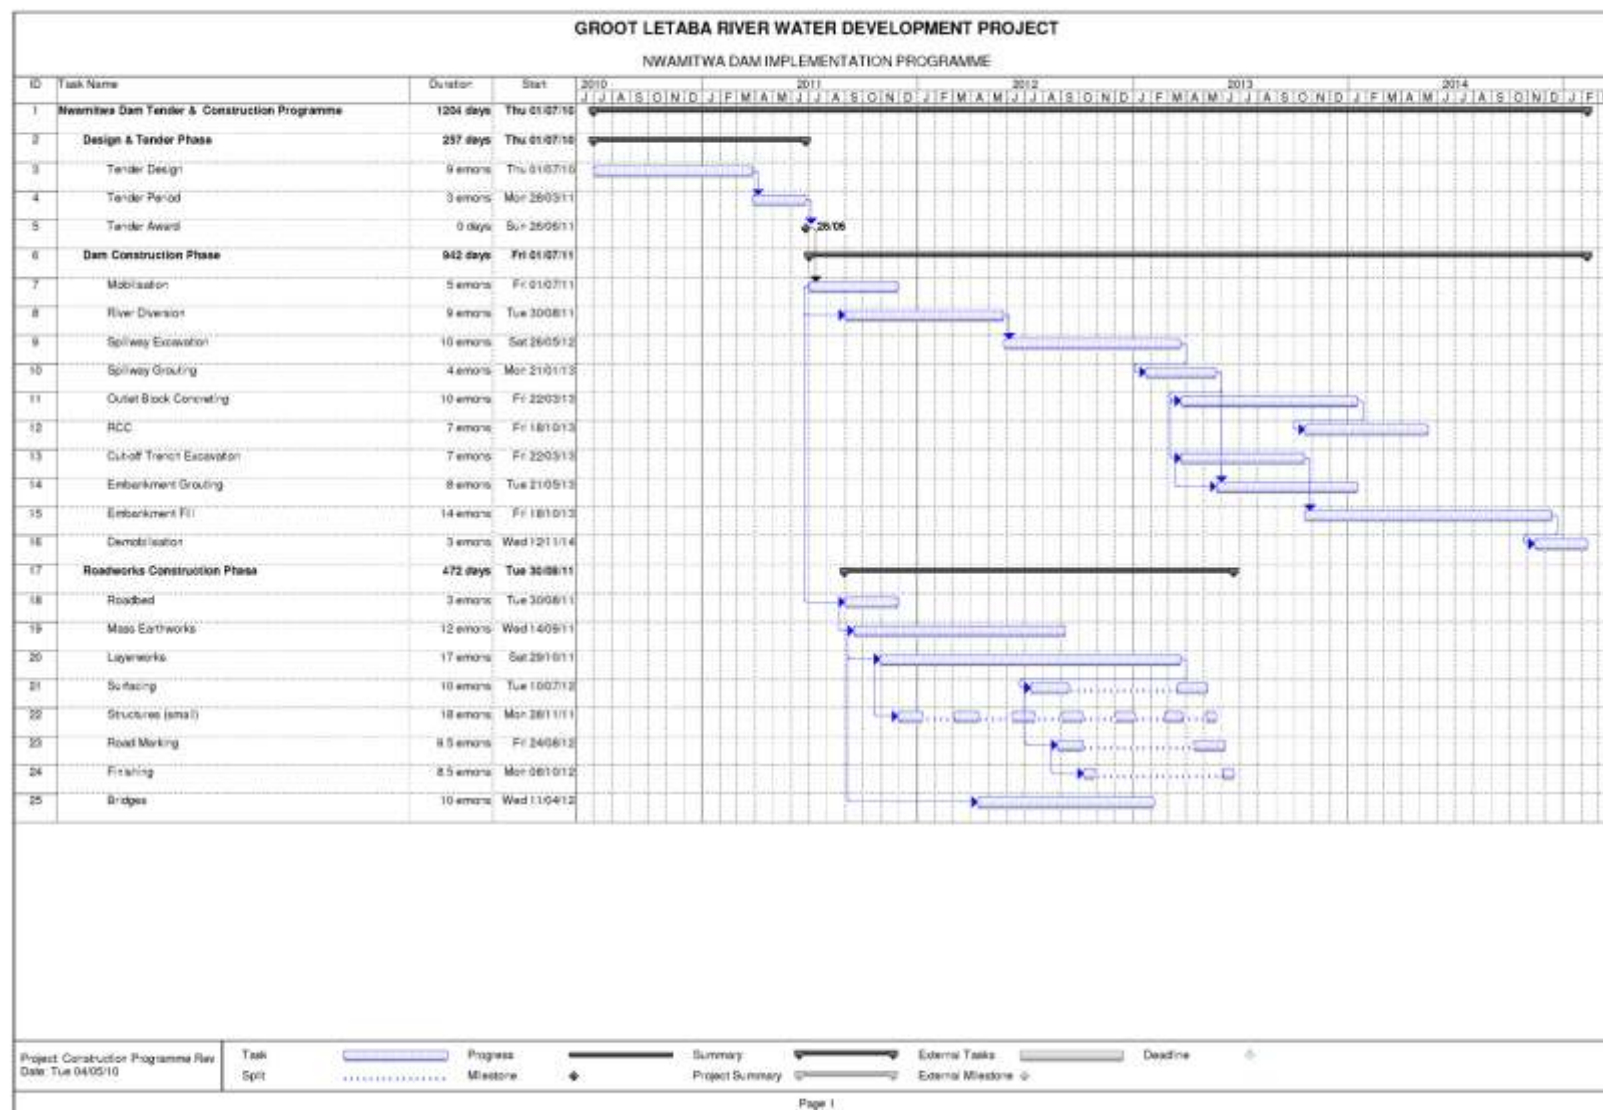 GROOT LETABA RIVER WATER DEVELOPMENT PROJECT
NWAMITWA DAM IMPLEMENTATION PROGRAMME
ID Task Name Duration Start 2010 2011 2012 2013 2014
J J A S O N D J F M A M J J A S O N D J F M A M J J A S O N D J F M A M J J A S O N D J F M A M J J A S O N D J F
1 Nwamitwa Dam Tender & Construction Programme 1204 days Thu 01/07/10
2 Design & Tender Phase 257 days Thu 01/07/10
3 Tender Design 9 emons Thu 01/07/10
4 Tender Period 3 emons Mon 28/03/11
5 Tender Award 0 days Sun 26/06/11 26/06
6 Dam Construction Phase 942 days Fri 01/07/11
7 Mobilisation 5 emons Fri 01/07/11
8 River Diversion 9 emons Tue 30/08/11
9 Spillway Excavation 10 emons Sat 26/05/12
10 Spillway Grouting 4 emons Mon 21/01/13
11 Outlet Block Concreting 10 emons Fri 22/03/13
12 RCC 7 emons Fri 18/10/13
13 Cut-off Trench Excavation 7 emons Fri 22/03/13
14 Embankment Grouting 8 emons Tue 21/05/13
15 Embankment Fill 14 emons Fri 18/10/13
16 Demobilisation 3 emons Wed 12/11/14
17 Roadworks Construction Phase 472 days Tue 30/08/11
18 Roadbed 3 emons Tue 30/08/11
19 Mass Earthworks 12 emons Wed 14/09/11
20 Layerworks 17 emons Sat 29/10/11
21 Surfacing 10 emons Tue 10/07/12
22 Structures (small) 18 emons Mon 28/11/11
23 Road Marking emons Fri 24/08/12
24 Finishing 8.5 emons Mon 08/10/12
25 Bridges 10 emons Wed 11/04/12
Project: Construction Programme Rev
Date: Tue 04/05/10
Task Progress Summary External Tasks Deadline
Split Milestone Project Summary External Milestone
Page 1